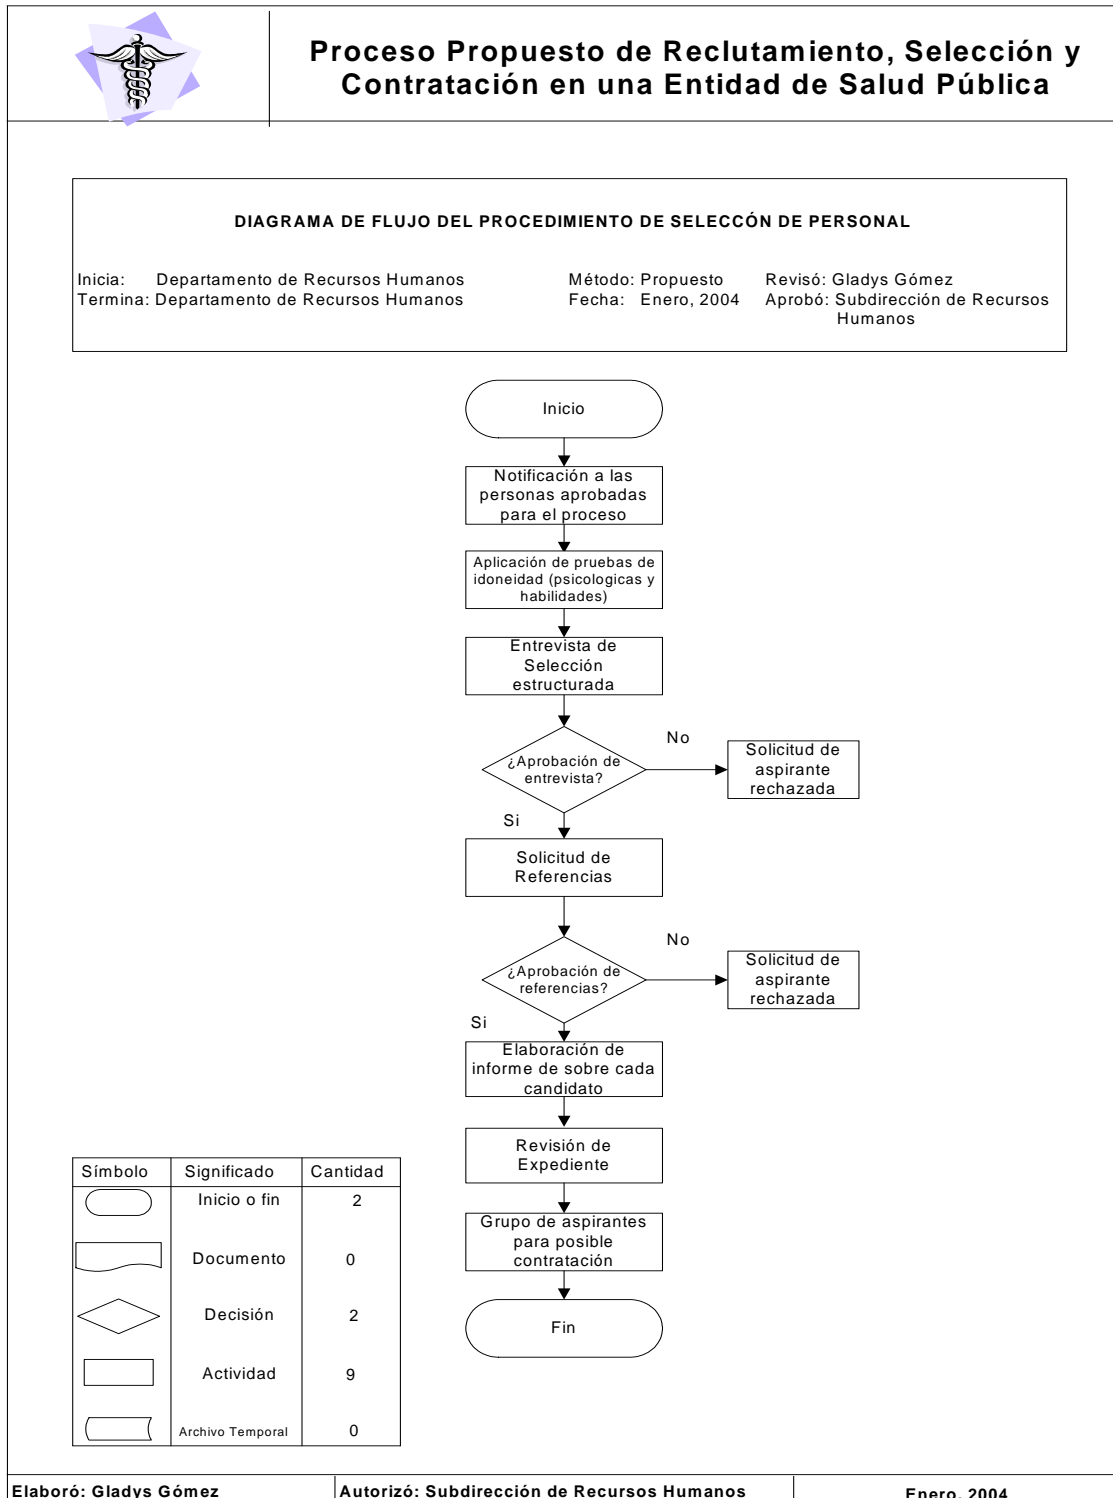 Proceso Propuesto de Reclutamiento, Selección y
Contratación en una Entidad de Salud Pública
DIAGRAMA DE FLUJO DEL PROCEDIMIENTO DE SELECCÓN DE PERSONAL
Inicia: Departamento de Recursos Humanos Método: Propuesto Revisó: Gladys Gómez
Termina: Departamento de Recursos Humanos Fecha: Enero, 2004 Aprobó: Subdirección de Recursos
Humanos
Inicio
Notificación a las
personas aprobadas
para el proceso
Aplicación de pruebas de
idoneidad (psicologicas y
habilidades)
Entrevista de
Selección
estructurada
¿Aprobación de
entrevista?
No
Solicitud de
aspirante
rechazada
Si
Solicitud de
Referencias
¿Aprobación de
referencias?
No
Solicitud de
aspirante
rechazada
Si
Elaboración de
informe de sobre cada
candidato
Revisión de
Expediente
Grupo de aspirantes
para posible
contratación
Fin
Símbolo Significado Cantidad
Inicio o fin 2
Documento 0
Decisión 2
Actividad 9
Archivo Temporal 0
Elaboró: Gladys Gómez Autorizó: Subdirección de Recursos Humanos Enero, 2004